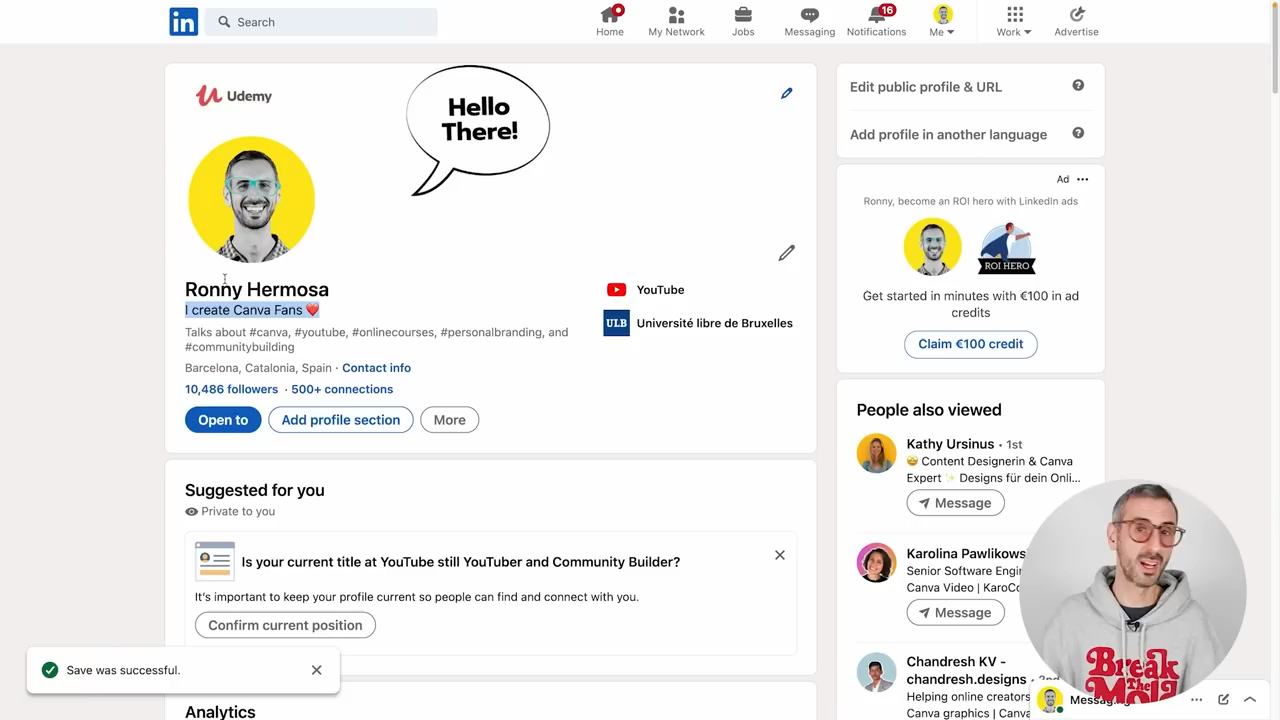 in
Search
Home
My Network
Jobs
Messaging
16
Notifications
Me
Work
Advertise
Udemy
Hello
There!
Ronny Hermosa
I create Canva Fans ❤️
Talks about #canva, #youtube, #onlinecourses, #personalbranding, and
#communitybuilding
Barcelona, Catalonia, Spain · Contact info
10,486 followers · 500+ connections
Open to
Add profile section
More
YouTube
ULB Université libre de Bruxelles
Suggested for you
Private to you
Is your current title at YouTube still YouTuber and Community Builder?
It's important to keep your profile current so people can find and connect with you.
Confirm current position
Save was successful.
Analytics
Edit public profile & URL
Add profile in another language
Ad
Ronny, become an ROI hero with LinkedIn ads
ROI HERO
Get started in minutes with €100 in ad
credits
Claim €100 credit
People also viewed
Kathy Ursinus · 1st
🤩 Content Designerin & Canva
Expert ✨ Designs für dein Onli...
Message
Karolina Pawlikows
Senior Software Engin
Canva Video | KaroCo
Message
Chandresh KV -
chandresh.designs
Helping online creators
Canva graphics | Canva
Break
The
Mold